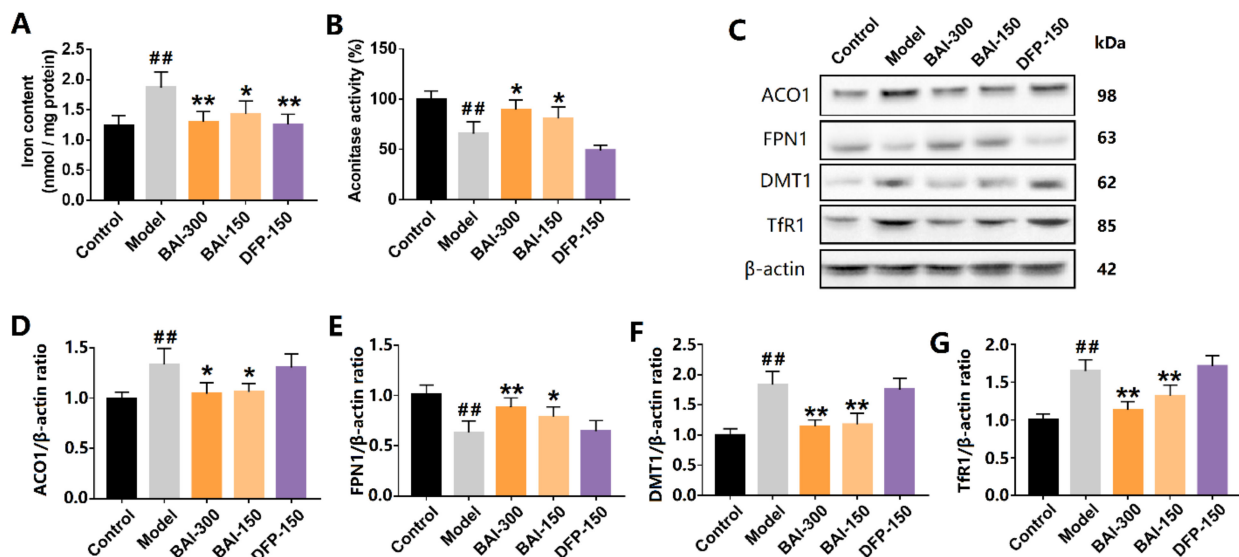 A
Iron content
(nmol / mg protein)
2.5
2.0
1.5
1.0
0.5
0.0
##
**
*
**
Control
Model
BAI-300
BAI-150
DFP-150
B
Aconitase activity (%)
150
100
50
0
##
*
*
Control
Model
BAI-300
BAI-150
DFP-150
C
Control
Model
BAI-300
BAI-150
DFP-150
kDa
ACO1
98
FPN1
63
DMT1
62
TfR1
85
β-actin
42
D
ACO1/β-actin ratio
1.5
1.0
0.5
0.0
##
*
*
Control
Model
BAI-300
BAI-150
DFP-150
E
FPN1/β-actin ratio
1.5
1.0
0.5
0.0
##
**
*
Control
Model
BAI-300
BAI-150
DFP-150
F
DMT1/β-actin ratio
2.5
2.0
1.5
1.0
0.5
0.0
##
**
**
Control
Model
BAI-300
BAI-150
DFP-150
G
TfR1/β-actin ratio
2.0
1.5
1.0
0.5
0.0
##
**
**
Control
Model
BAI-300
BAI-150
DFP-150